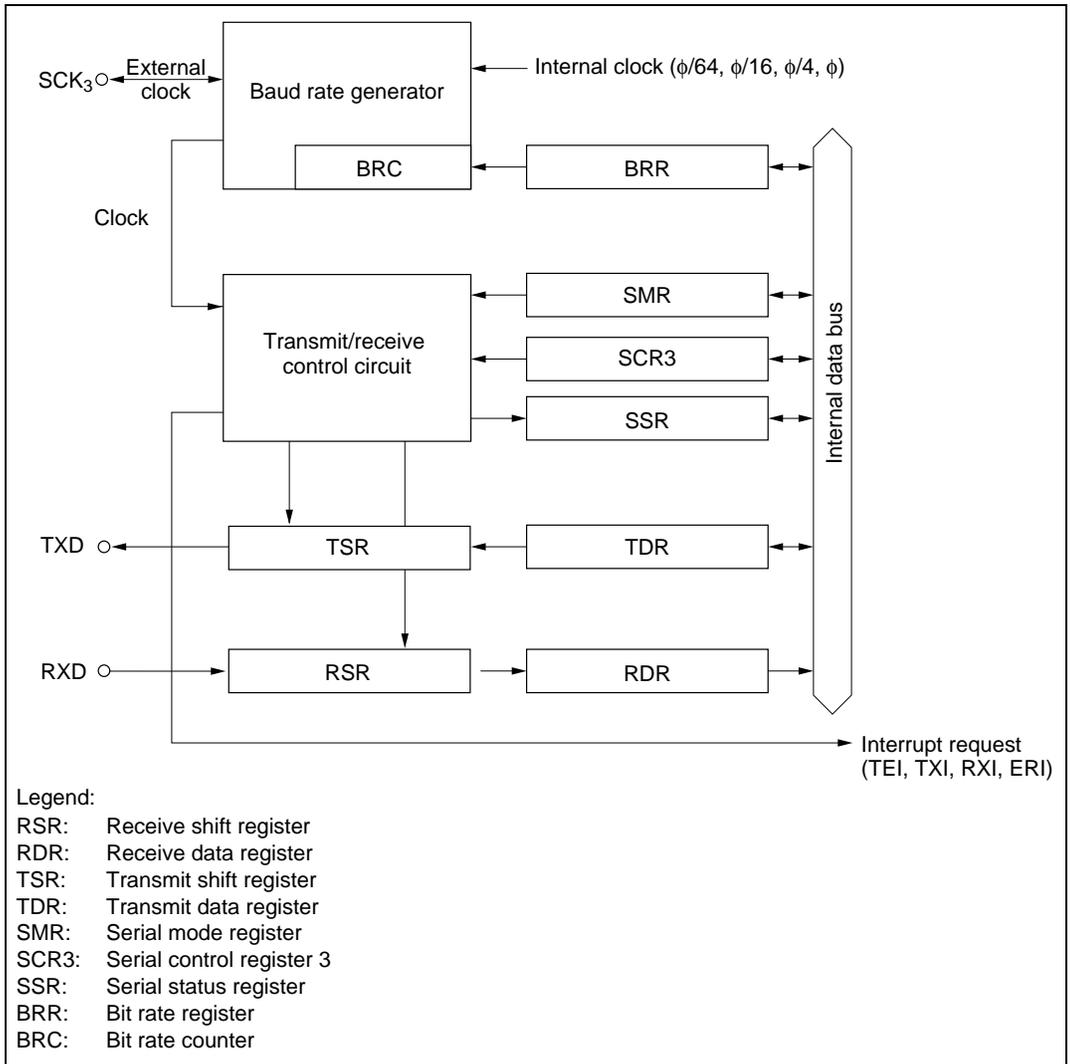 SCK3
External
clock
Internal clock (ϕ/64, ϕ/16, ϕ/4, ϕ)
Baud rate generator
BRC
BRR
Clock
SMR
Transmit/receive
control circuit
SCR3
SSR
Internal data bus
TXD
TSR
TDR
RXD
RSR
RDR
Interrupt request
(TEI, TXI, RXI, ERI)
Legend:
RSR: Receive shift register
RDR: Receive data register
TSR: Transmit shift register
TDR: Transmit data register
SMR: Serial mode register
SCR3: Serial control register 3
SSR: Serial status register
BRR: Bit rate register
BRC: Bit rate counter